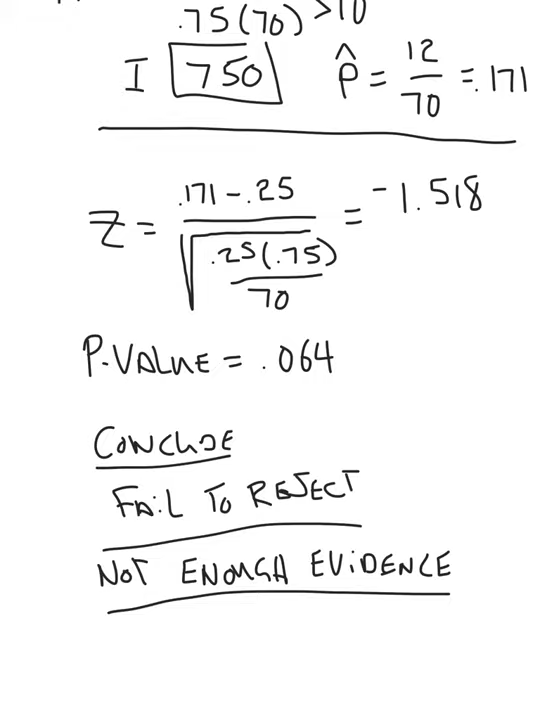 .75(70) >10
I 750 p̂ = 12/70 = .171
Z = (.171 - .25)/√(.25(.75)/70) = -1.518
P-VALUE = .064
CONCLUDE
FAIL TO REJECT
NOT ENOUGH EVIDENCE